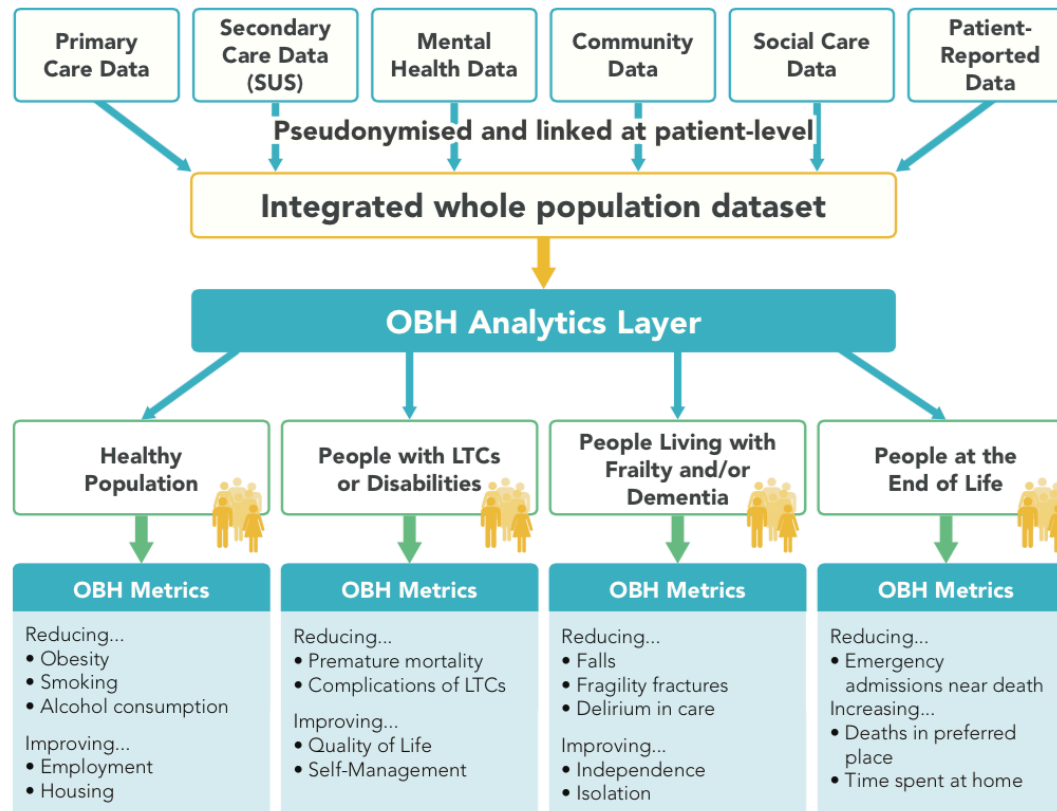 Primary
Care Data
Secondary
Care Data
(SUS)
Mental
Health Data
Community
Data
Social Care
Data
Patient-
Reported
Data
Pseudonymised and linked at patient-level
Integrated whole population dataset
OBH Analytics Layer
Healthy
Population
People with LTCs
or Disabilities
People Living with
Frailty and/or
Dementia
People at the
End of Life
OBH Metrics
Reducing...
• Obesity
• Smoking
• Alcohol consumption
Improving...
• Employment
• Housing
OBH Metrics
Reducing...
• Premature mortality
• Complications of LTCs
Improving...
• Quality of Life
• Self-Management
OBH Metrics
Reducing...
• Falls
• Fragility fractures
• Delirium in care
Improving...
• Independence
• Isolation
OBH Metrics
Reducing...
• Emergency
admissions near death
Increasing...
• Deaths in preferred
place
• Time spent at home